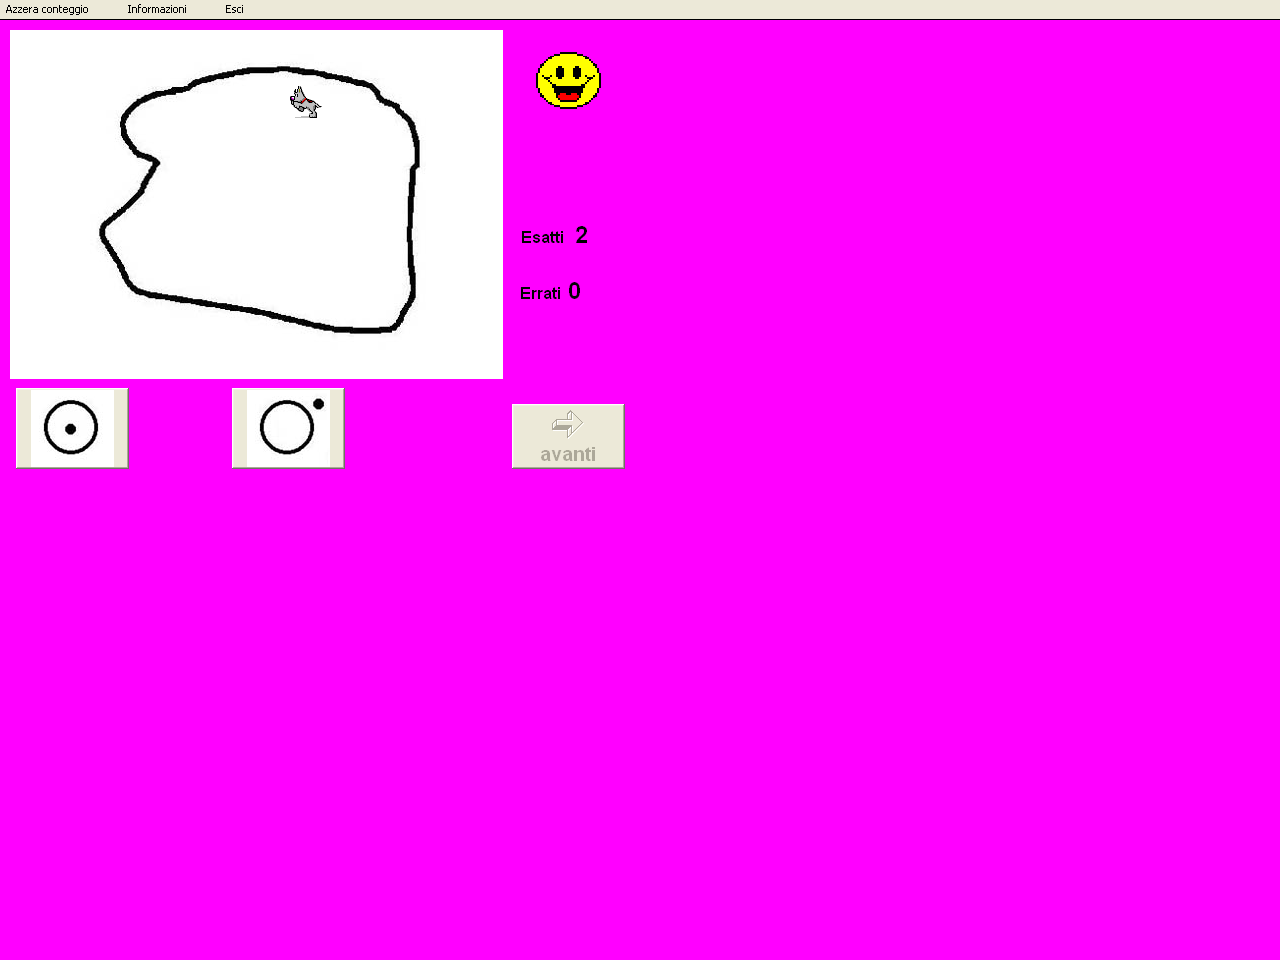 Azzera conteggio Informazioni Esci
Esatti 2
Errati 0
avanti